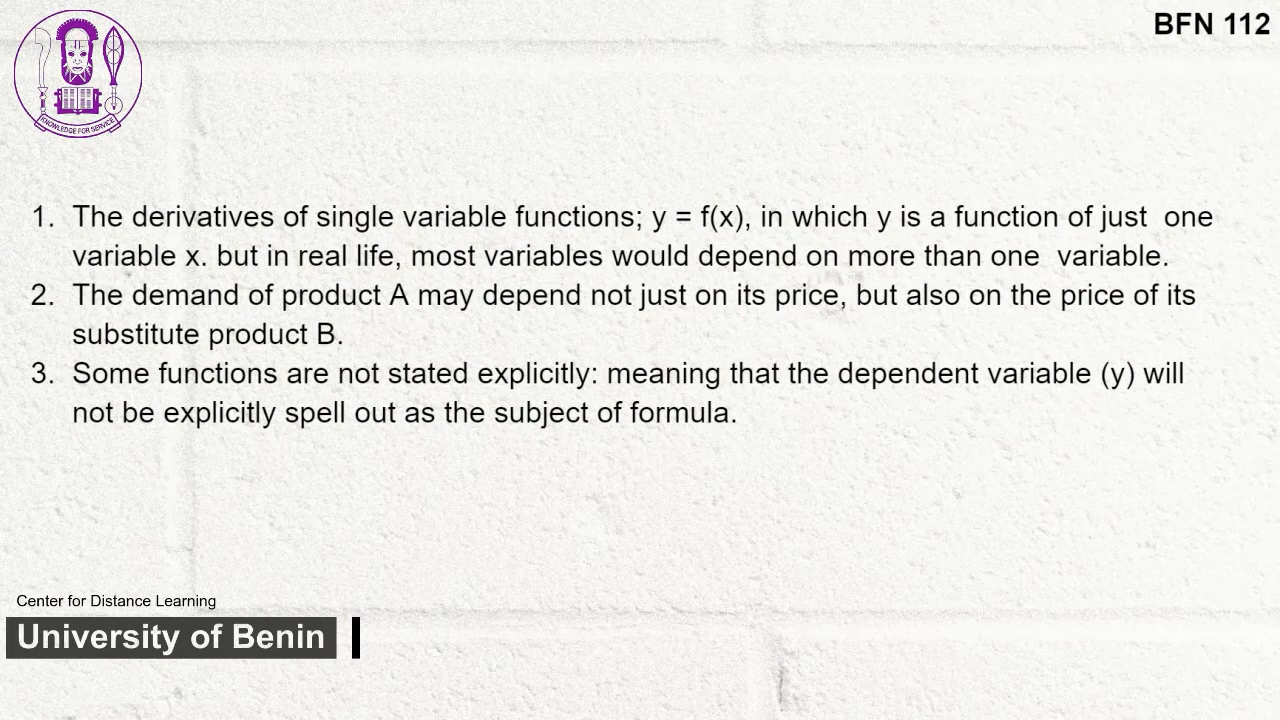 BFN 112
KNOWLEDGE FOR SERVICE
1. The derivatives of single variable functions; y = f(x), in which y is a function of just  one
variable x. but in real life, most variables would depend on more than one  variable.
2. The demand of product A may depend not just on its price, but also on the price of its
substitute product B.
3. Some functions are not stated explicitly: meaning that the dependent variable (y) will
not be explicitly spell out as the subject of formula.
Center for Distance Learning
University of Benin